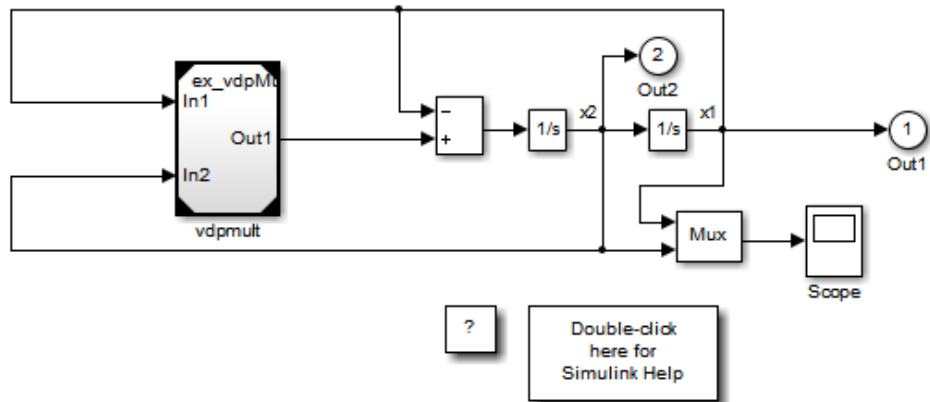 ex_vdpMu
In1
Out1
In2
vdpmult
−
+
1/s
x2
2
Out2
1/s
x1
1
Out1
Mux
Scope
?
Double-click
here for
Simulink Help